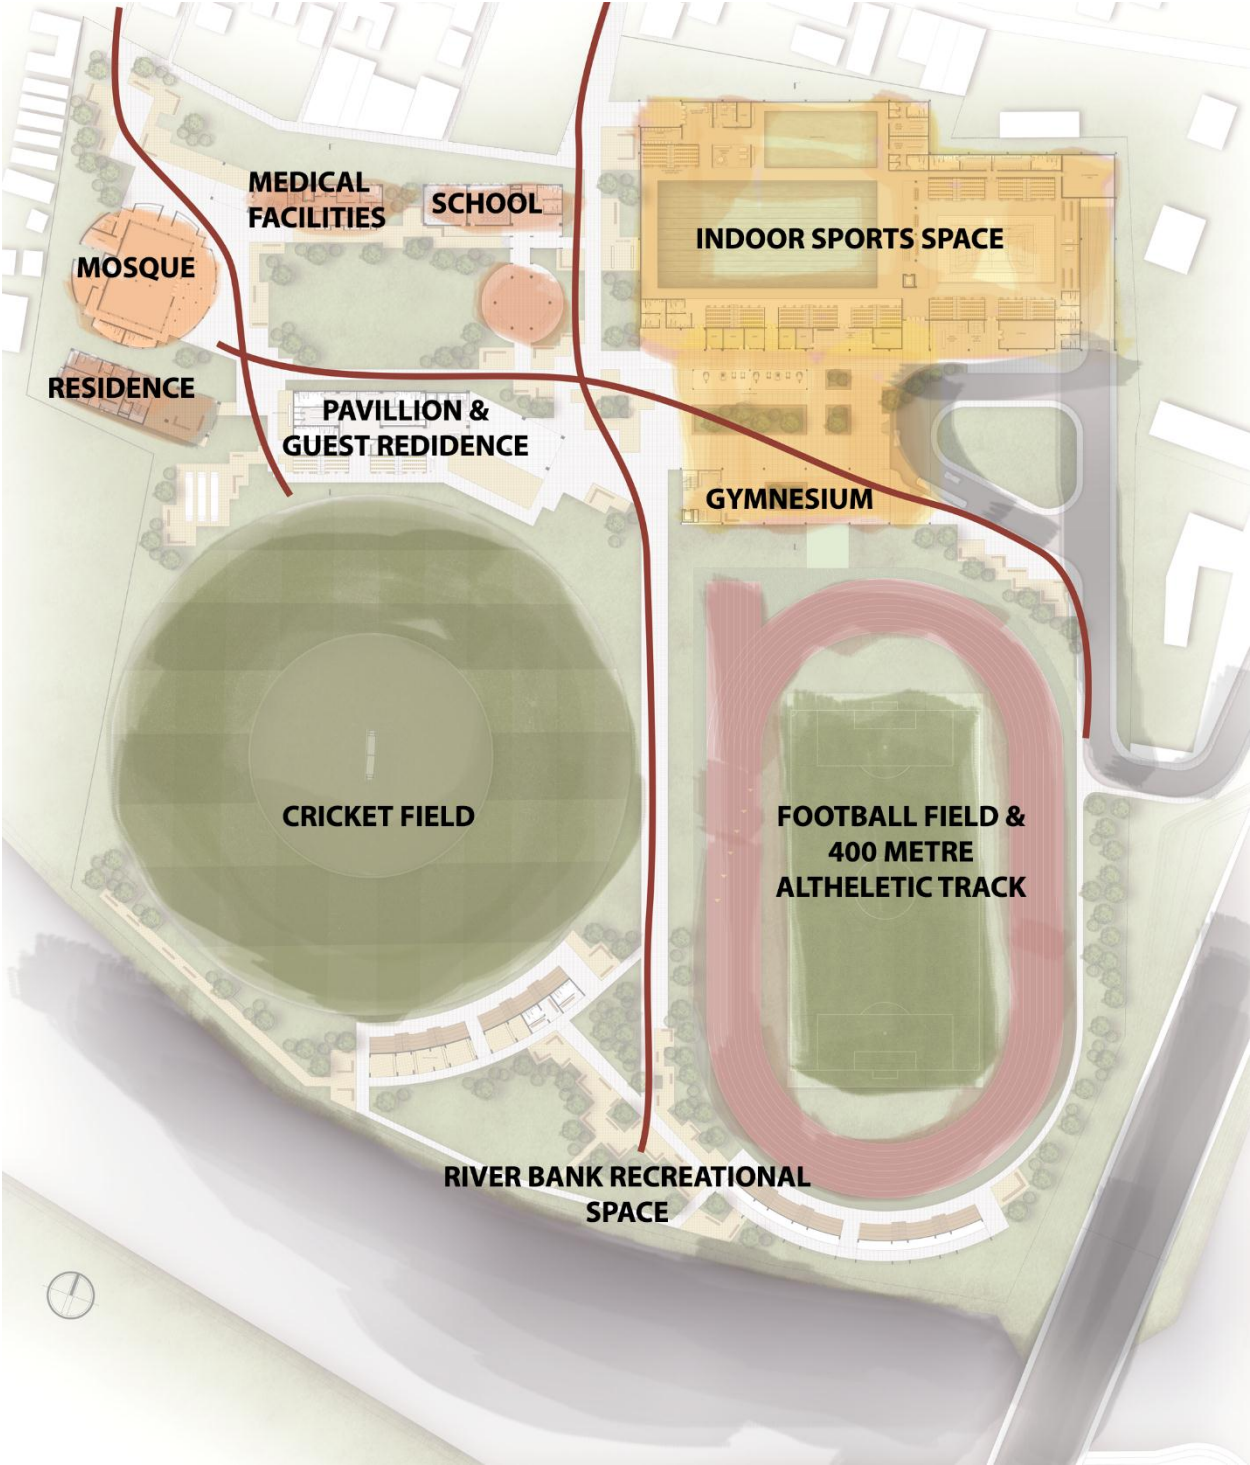 MEDICAL
FACILITIES
SCHOOL
MOSQUE
INDOOR SPORTS SPACE
RESIDENCE
PAVILLION &
GUEST REDIDENCE
GYMNESIUM
CRICKET FIELD
FOOTBALL FIELD &
400 METRE
ALTHELETIC TRACK
RIVER BANK RECREATIONAL
SPACE